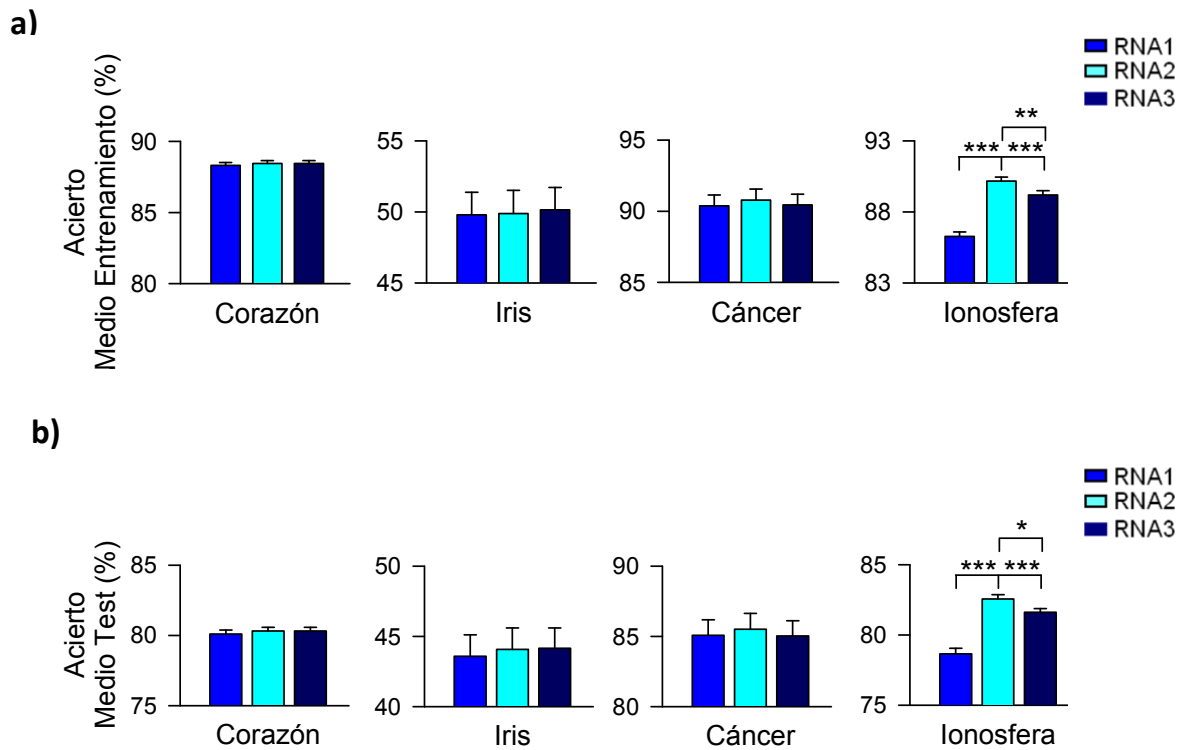 a)
RNA1
RNA2
RNA3
Acierto
Medio Entrenamiento (%)
90
85
80
Corazón
55
50
45
Iris
95
90
85
Cáncer
93
88
83
**
*** ***
Ionosfera
b)
RNA1
RNA2
RNA3
Acierto
Medio Test (%)
85
80
75
Corazón
50
45
40
Iris
90
85
80
Cáncer
85
80
75
*
*** ***
Ionosfera